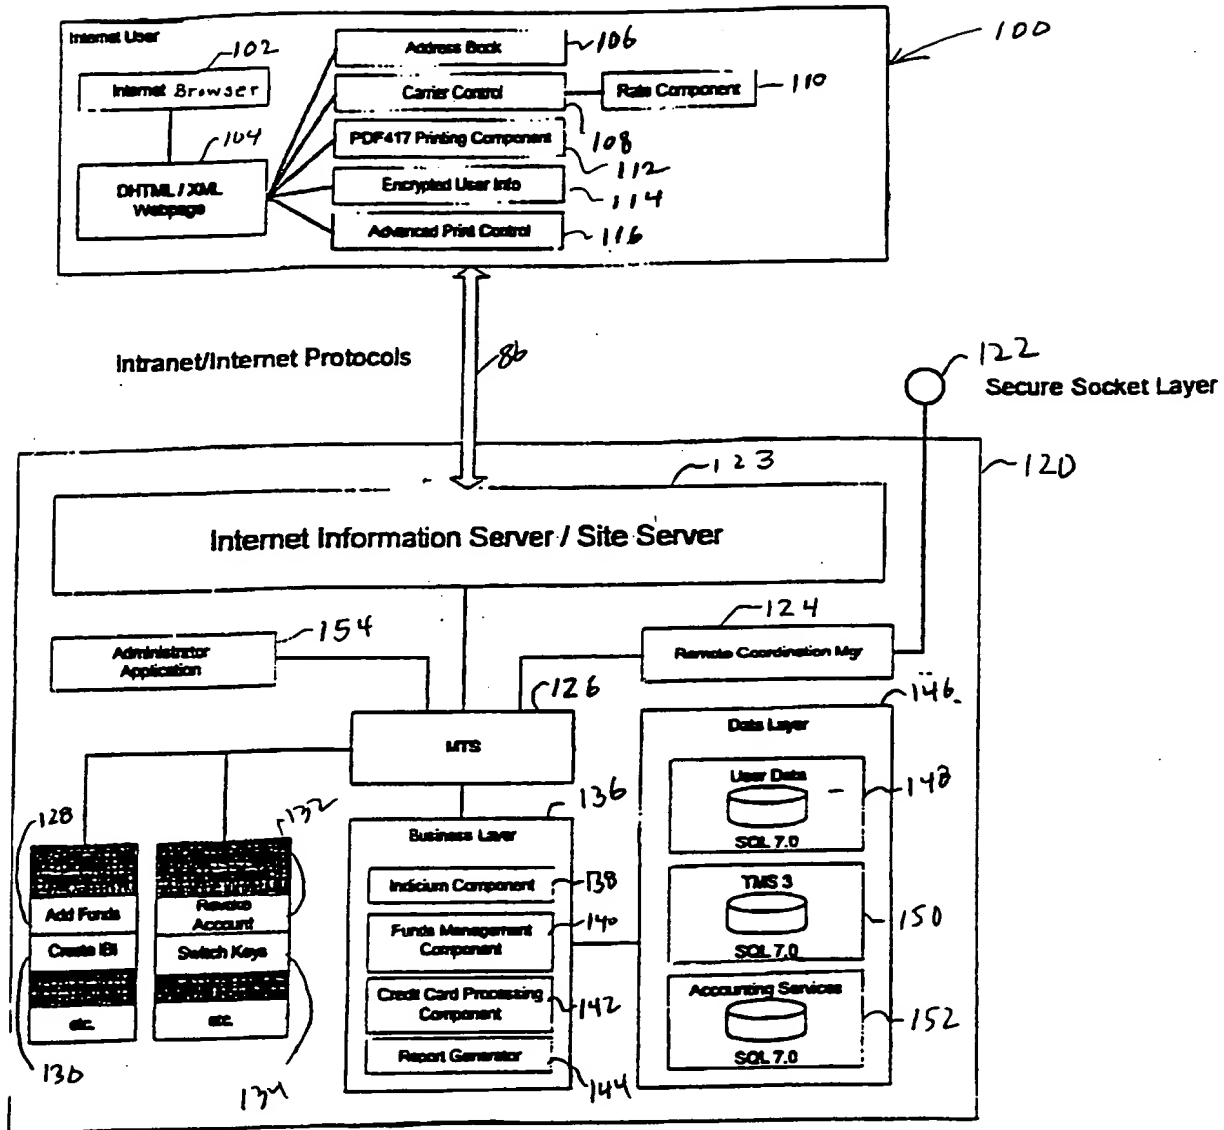 Internet User
100
102
Internet Browser
104
DHTML / XML
Webpage
Address Book
106
Carrier Control
108
Rate Component
110
PDF417 Printing Component
112
Encrypted User Info
114
Advanced Print Control
116
Intranet/Internet Protocols
86
122
Secure Socket Layer
120
123
Internet Information Server / Site Server
154
Administrator
Application
124
Remote Coordination Mgr
126
MTS
146
Data Layer
User Data
148
SQL 7.0
TMS 3
150
SQL 7.0
Accounting Services
152
SQL 7.0
128
Add Funds
Create IBI
etc.
130
132
Revoke
Account
Switch Keys
etc.
134
136
Business Layer
Indicium Component
138
Funds Management
Component
140
Credit Card Processing
Component
142
Report Generator
144